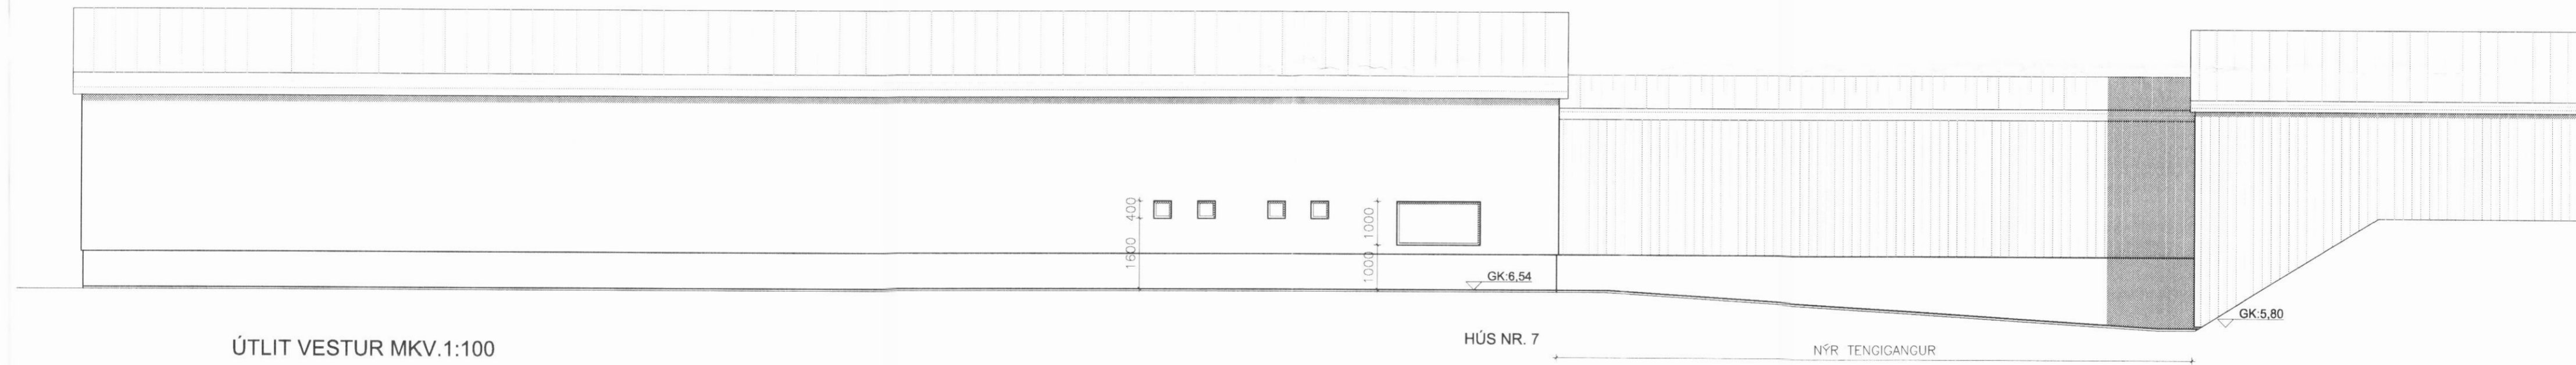 400
1600
1000
1000
GK:6,54
GK:5,80
ÚTLIT VESTUR MKV.1:100
HÚS NR. 7
NÝR TENGIGANGUR